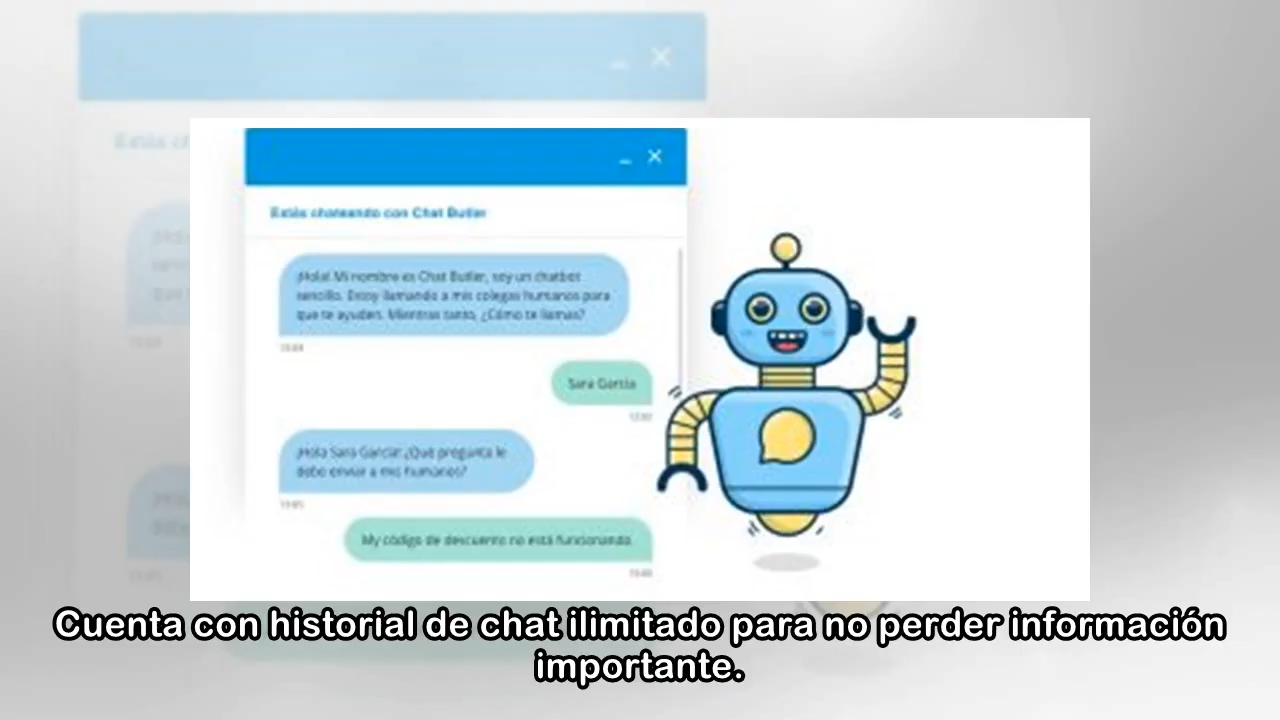 Estás chateando con Chat Butler
¡Hola! Mi nombre es Chat Butler, soy un chatbot
sencillo. Estoy llamando a mis colegas humanos para
que te ayuden. Mientras tanto, ¿Cómo te llamas?
Sara García
¡Hola Sara García! ¿Qué pregunta le
debo enviar a mis humanos?
My código de descuento no está funcionando.
Cuenta con historial de chat ilimitado para no perder información
importante.